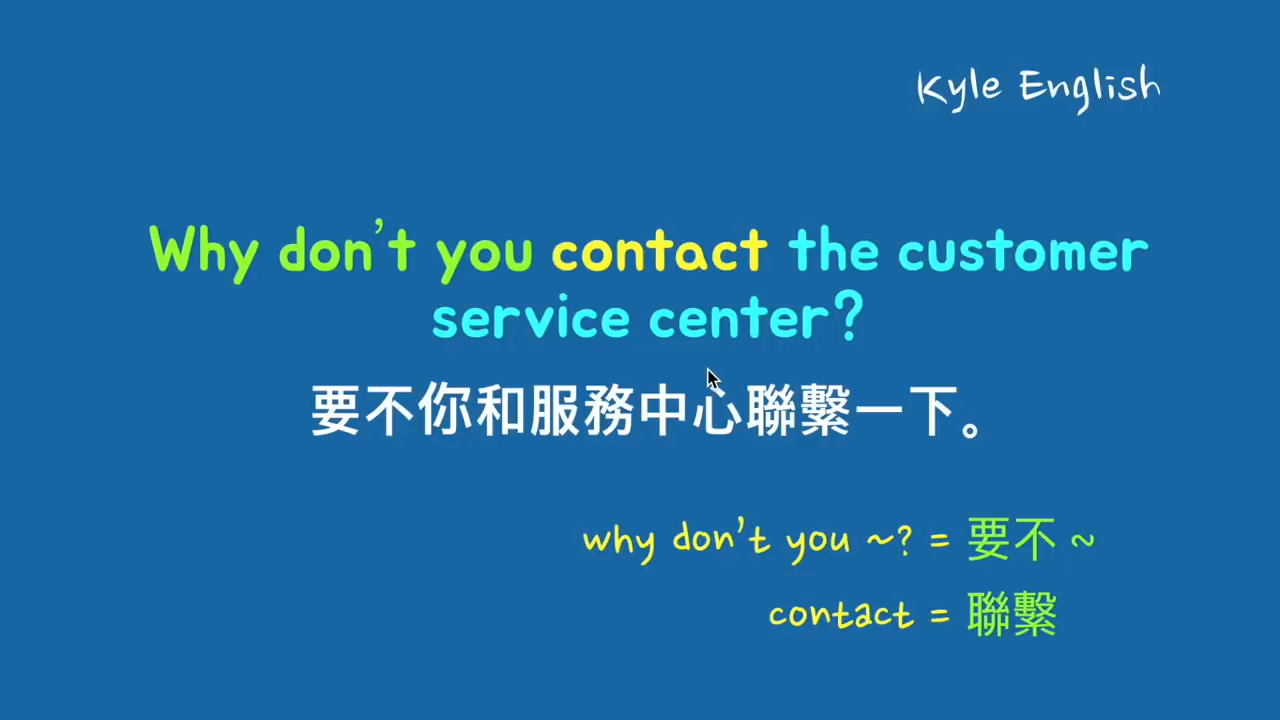 Kyle English
Why don't you contact the customer
service center?
要不你和服務中心聯繫一下。
why don't you ~? = 要不 ~
contact = 聯繫